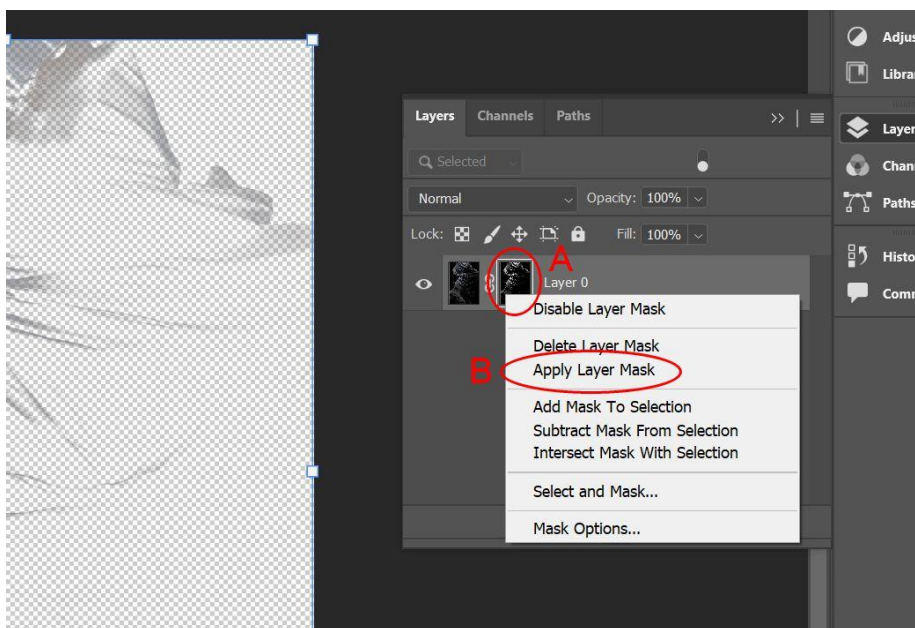 Adjus
Libra
Layers Channels Paths
Layer
Selected
Chann
Normal Opacity: 100%
Paths
Lock: Fill: 100%
A
Histo
Layer 0
Comm
Disable Layer Mask
Delete Layer Mask
B Apply Layer Mask
Add Mask To Selection
Subtract Mask From Selection
Intersect Mask With Selection
Select and Mask...
Mask Options...